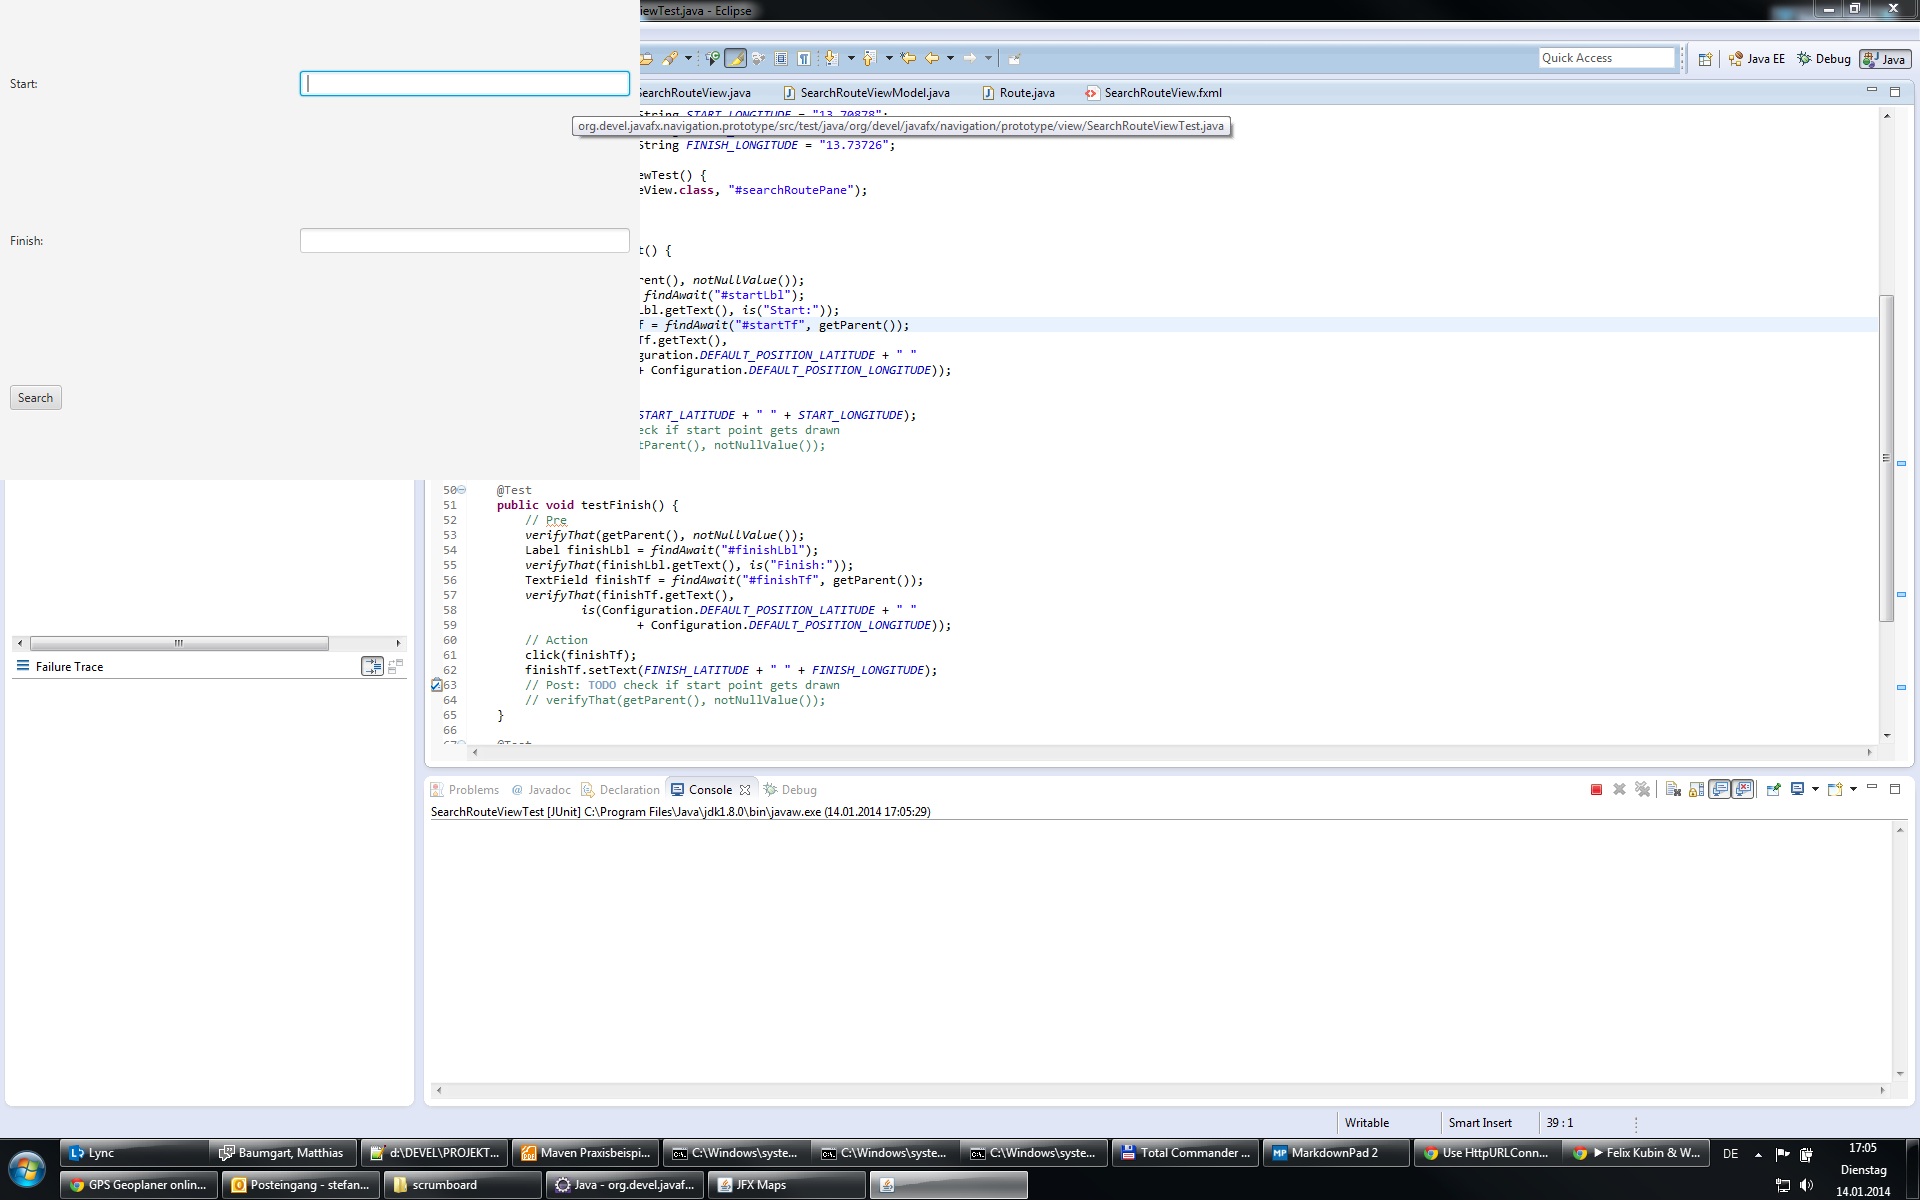 ewTest.java - Eclipse
Start:
Quick Access
Java EE
Debug
Java
SearchRouteView.java
SearchRouteViewModel.java
Route.java
SearchRouteView.fxml
String START_LONGITUDE = "13.70878";
org.devel.javafx.navigation.prototype/src/test/java/org/devel/javafx/navigation/prototype/view/SearchRouteViewTest.java
String FINISH_LONGITUDE = "13.73726";
ewTest() {
eView.class, "#searchRoutePane");
Finish:
t() {
rent(), notNullValue());
findAwait("#startLbl");
Lbl.getText(), is("Start:"));
f = findAwait("#startTf", getParent());
Tf.getText(),
guration.DEFAULT_POSITION_LATITUDE + " "
+ Configuration.DEFAULT_POSITION_LONGITUDE));
Search
START_LATITUDE + " " + START_LONGITUDE);
eck if start point gets drawn
tParent(), notNullValue());
50 @Test
51 public void testFinish() {
52 // Pre
53 verifyThat(getParent(), notNullValue());
54 Label finishLbl = findAwait("#finishLbl");
55 verifyThat(finishLbl.getText(), is("Finish:"));
56 TextField finishTf = findAwait("#finishTf", getParent());
57 verifyThat(finishTf.getText(),
58 is(Configuration.DEFAULT_POSITION_LATITUDE + " "
59 + Configuration.DEFAULT_POSITION_LONGITUDE));
60 // Action
61 click(finishTf);
62 finishTf.setText(FINISH_LATITUDE + " " + FINISH_LONGITUDE);
63 // Post: TODO check if start point gets drawn
64 // verifyThat(getParent(), notNullValue());
65 }
66
67 @Test
Failure Trace
Problems
@ Javadoc
Declaration
Console
Debug
SearchRouteViewTest [JUnit] C:\Program Files\Java\jdk1.8.0\bin\javaw.exe (14.01.2014 17:05:29)
Writable
Smart Insert
39 : 1
Lync
Baumgart, Matthias
d:\DEVEL\PROJEKT...
Maven Praxisbeispi...
C:\Windows\syste...
C:\Windows\syste...
C:\Windows\syste...
Total Commander ...
MarkdownPad 2
Use HttpURLConn...
▶ Felix Kubin & W...
DE
17:05
GPS Geoplaner onlin...
Posteingang - stefan...
scrumboard
Java - org.devel.javaf...
JFX Maps
Dienstag
14.01.2014